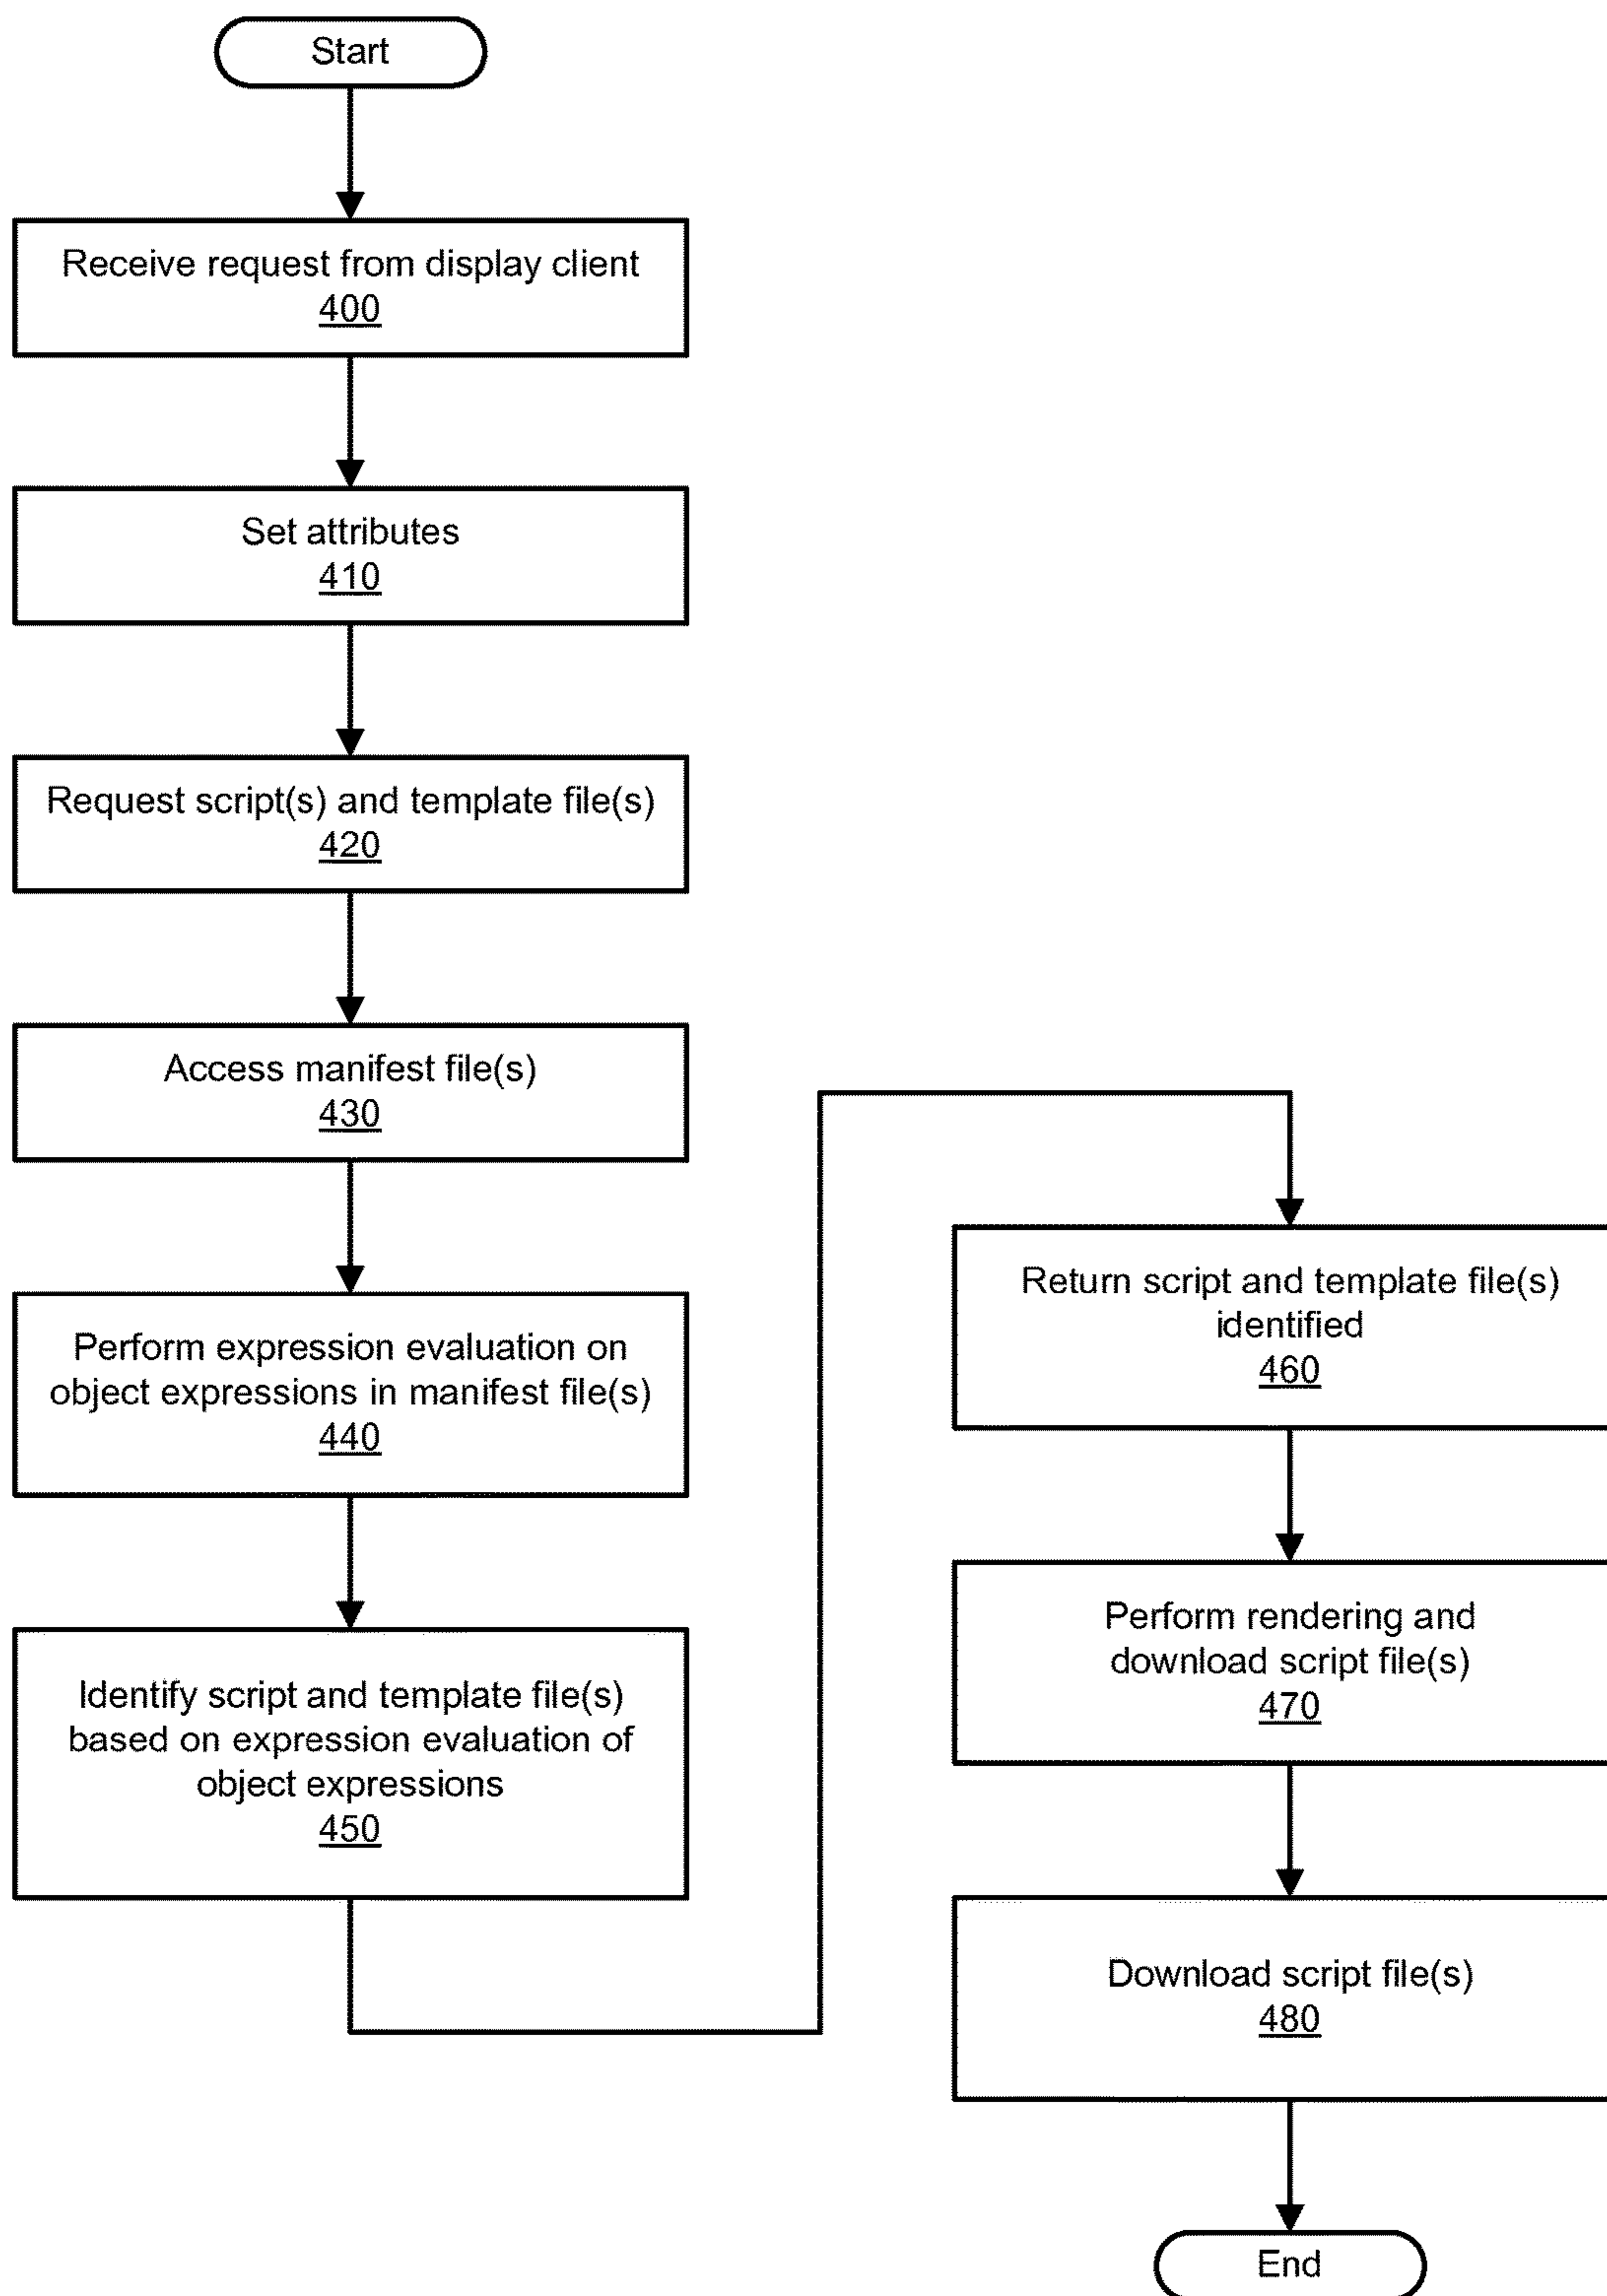 Start
Receive request from display client
400
Set attributes
410
Request script(s) and template file(s)
420
Access manifest file(s)
430
Perform expression evaluation on
object expressions in manifest file(s)
440
Identify script and template file(s)
based on expression evaluation of
object expressions
450
Return script and template file(s)
identified
460
Perform rendering and
download script file(s)
470
Download script file(s)
480
End